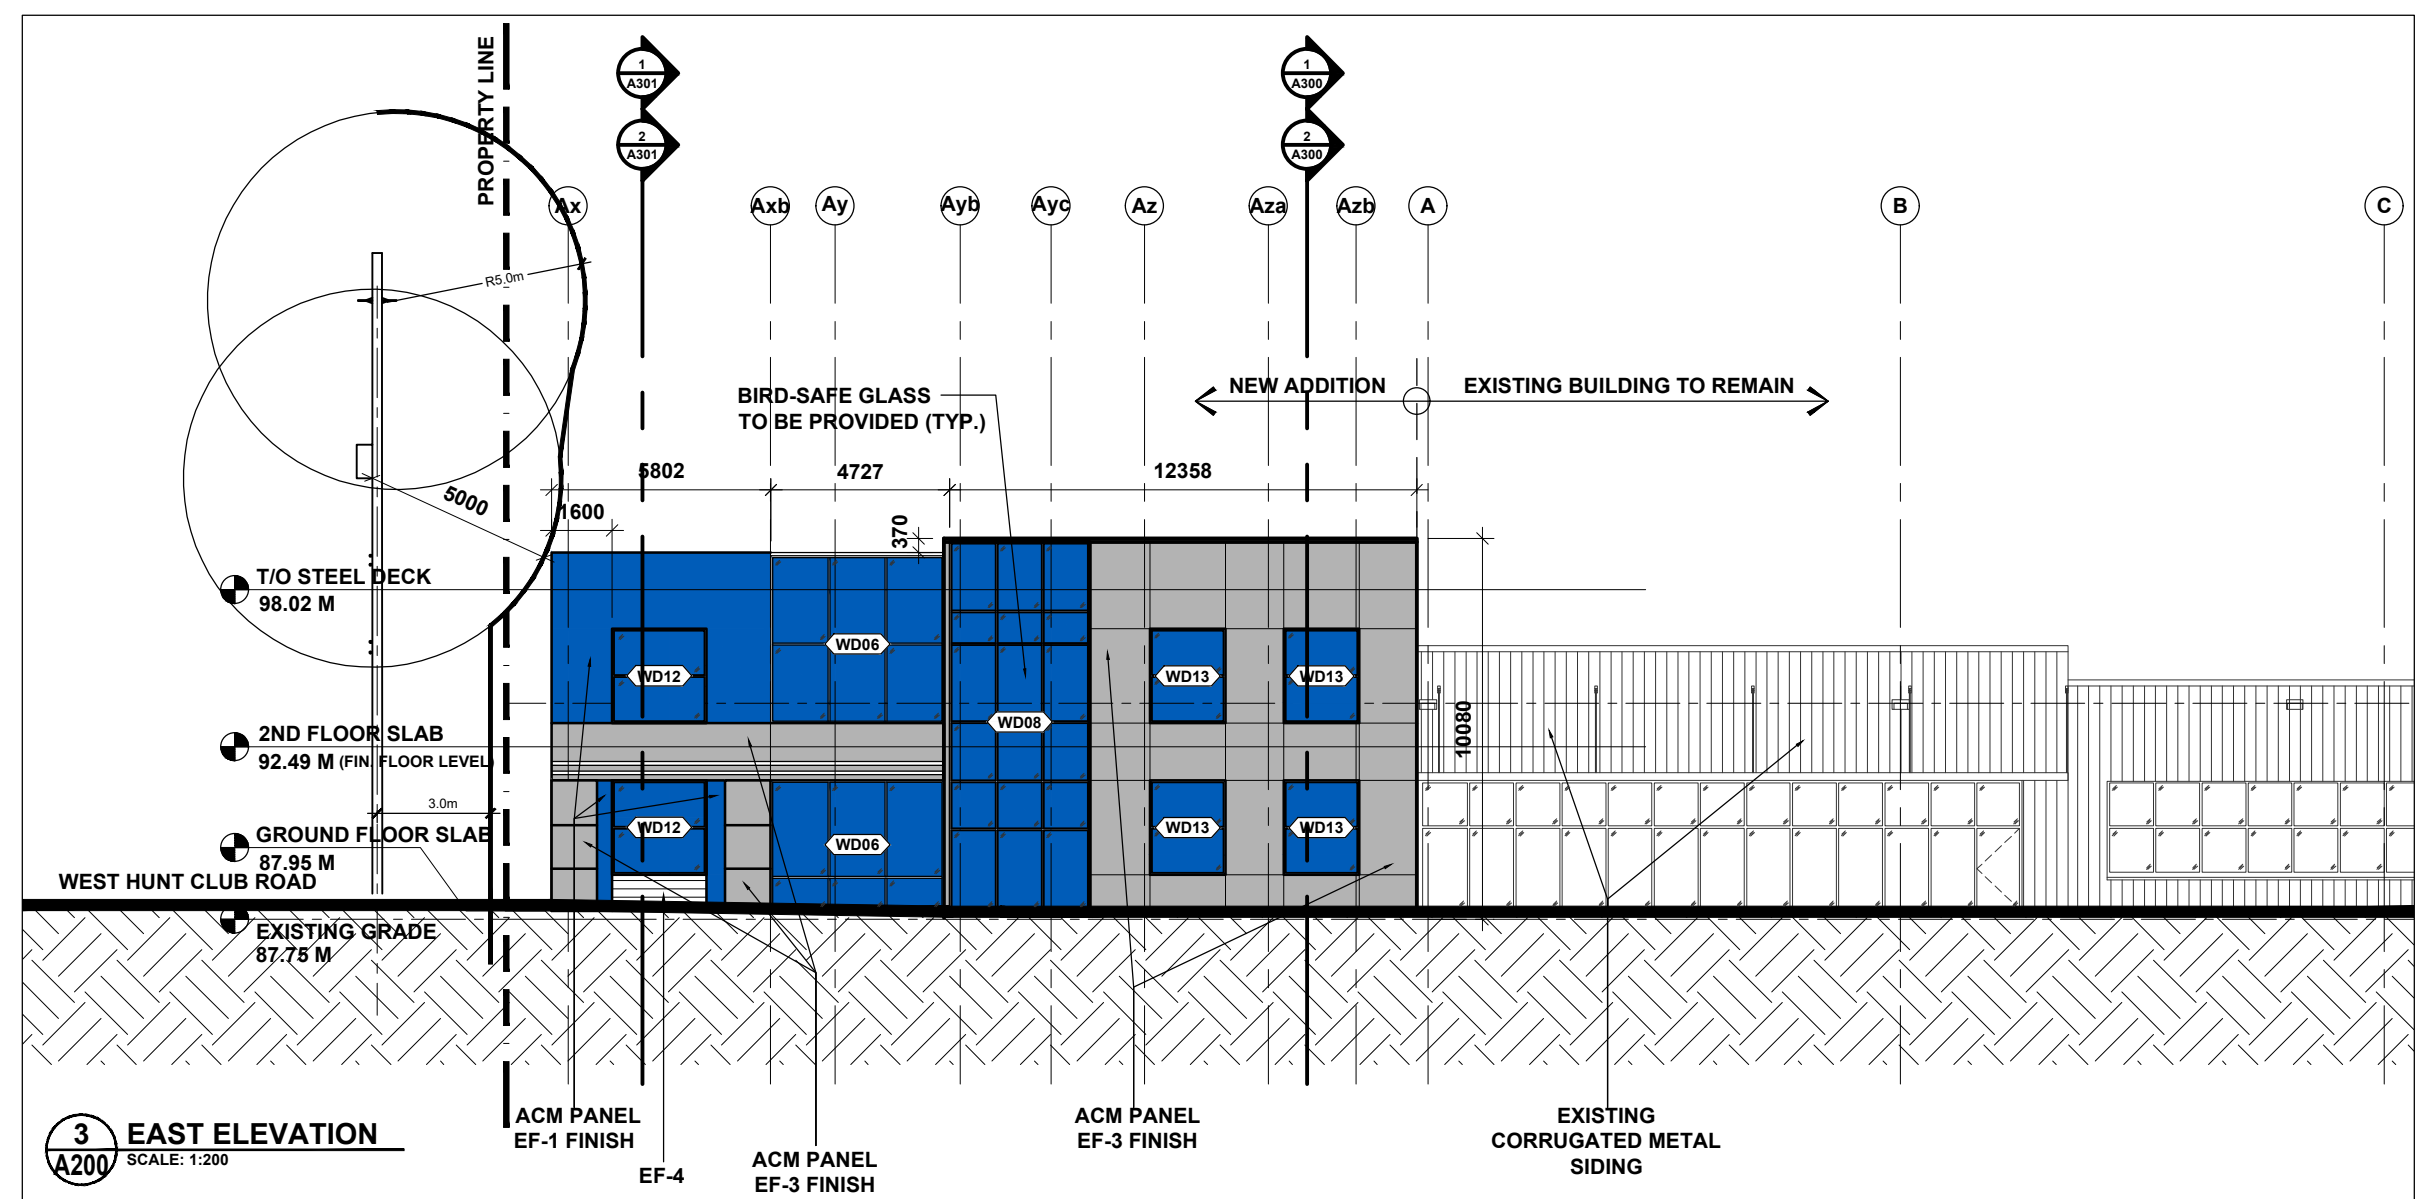 PROPERTY LINE
1
A301
2
A301
1
A300
2
A300
Ax
Axb
Ay
Ayb
Ayc
Az
Aza
Azb
A
B
C
R5.0m
NEW ADDITION
EXISTING BUILDING TO REMAIN
BIRD-SAFE GLASS
TO BE PROVIDED (TYP.)
5802
4727
12358
5000
1600
370
T/O STEEL DECK
98.02 M
WD06
WD12
WD13
WD13
WD08
10080
2ND FLOOR SLAB
92.49 M (FIN. FLOOR LEVEL)
3.0m
GROUND FLOOR SLAB
87.95 M
WD12
WD06
WD13
WD13
WEST HUNT CLUB ROAD
EXISTING GRADE
87.75 M
ACM PANEL
EF-1 FINISH
EF-4
ACM PANEL
EF-3 FINISH
ACM PANEL
EF-3 FINISH
EXISTING
CORRUGATED METAL
SIDING
3
A200
EAST ELEVATION
SCALE: 1:200